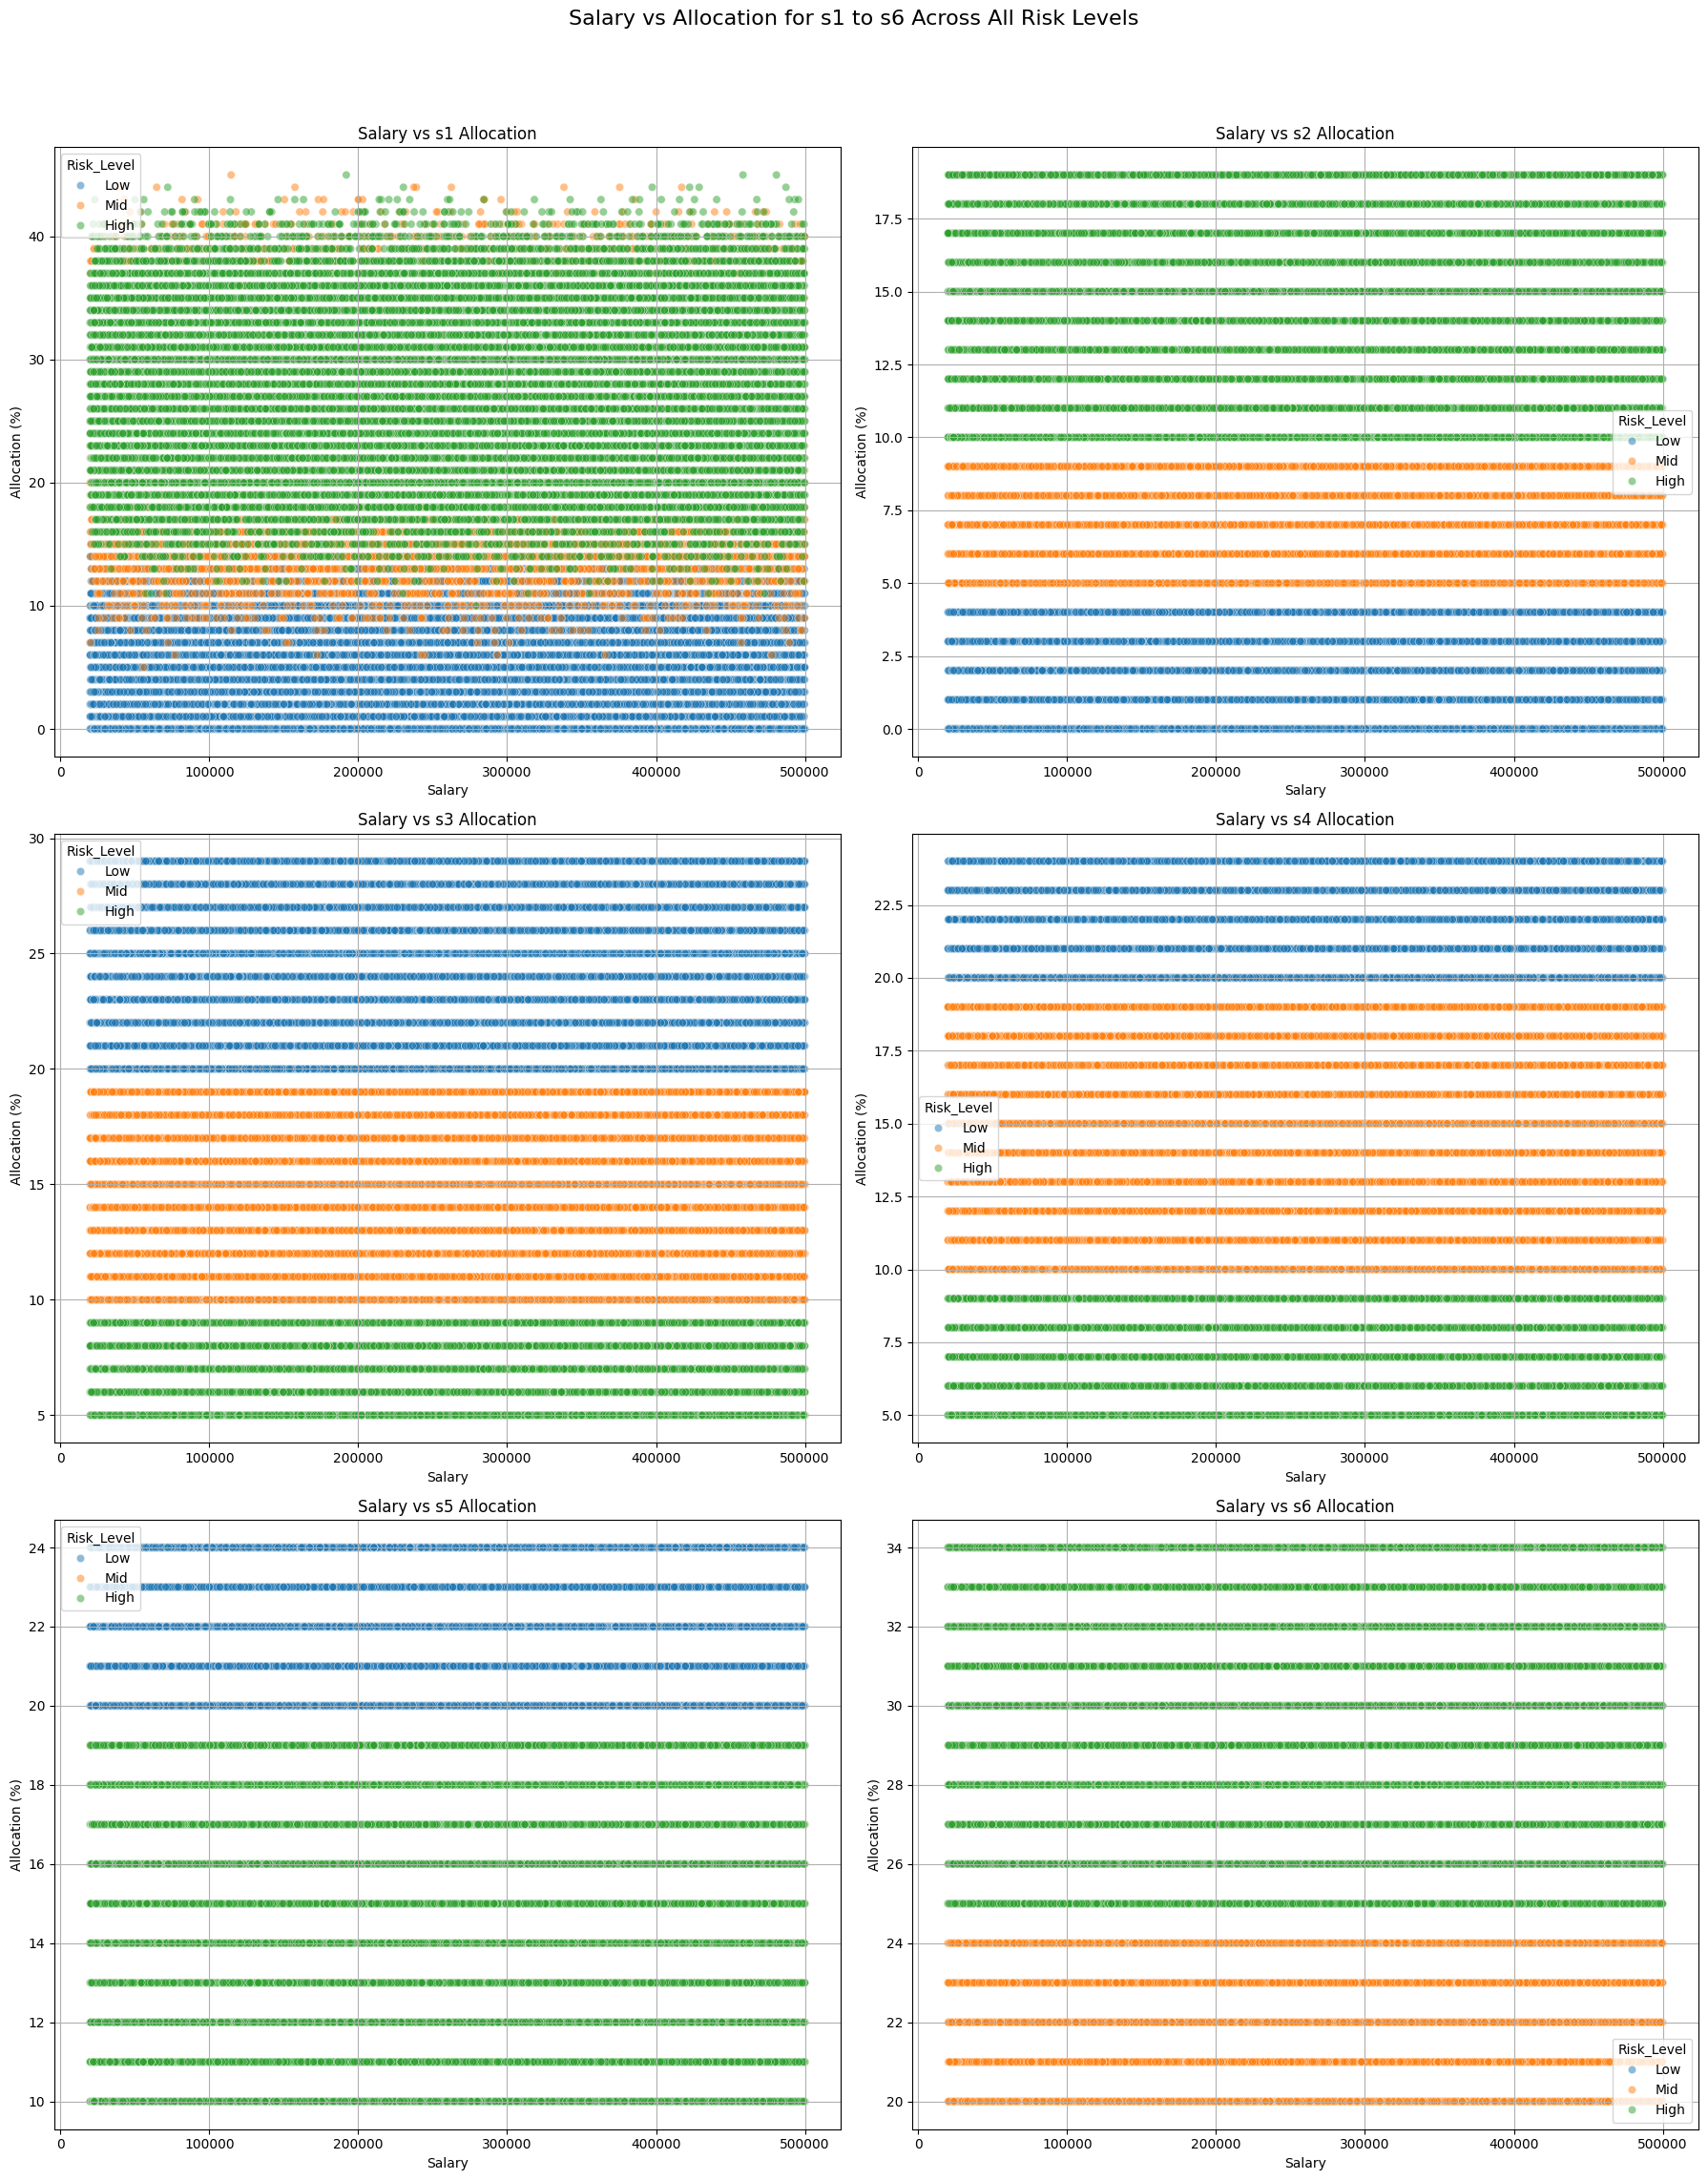 Salary vs Allocation for s1 to s6 Across All Risk Levels
Salary vs s1 Allocation
Risk_Level
Low
Mid
High
40
30
20
10
0
Allocation (%)
0 100000 200000 300000 400000 500000
Salary
Salary vs s2 Allocation
17.5
15.0
12.5
10.0
7.5
5.0
2.5
0.0
Allocation (%)
Risk_Level
Low
Mid
High
0 100000 200000 300000 400000 500000
Salary
Salary vs s3 Allocation
Risk_Level
Low
Mid
High
30
25
20
15
10
5
Allocation (%)
0 100000 200000 300000 400000 500000
Salary
Salary vs s4 Allocation
22.5
20.0
17.5
15.0
12.5
10.0
7.5
5.0
Allocation (%)
Risk_Level
Low
Mid
High
0 100000 200000 300000 400000 500000
Salary
Salary vs s5 Allocation
Risk_Level
Low
Mid
High
24
22
20
18
16
14
12
10
Allocation (%)
0 100000 200000 300000 400000 500000
Salary
Salary vs s6 Allocation
34
32
30
28
26
24
22
20
Allocation (%)
Risk_Level
Low
Mid
High
0 100000 200000 300000 400000 500000
Salary